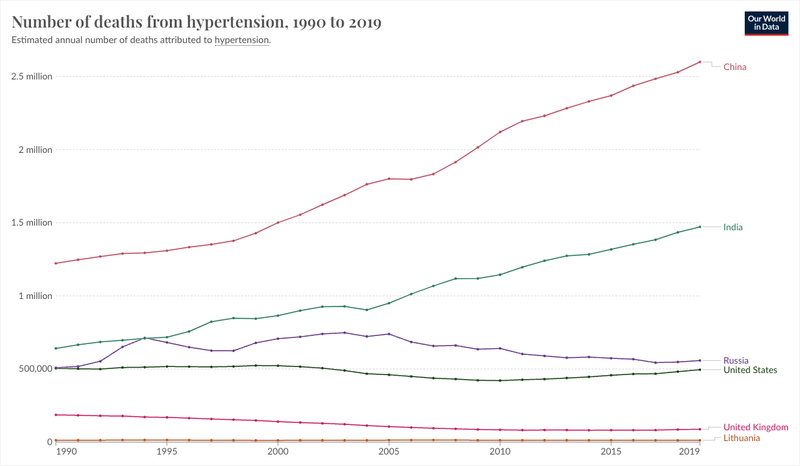 Number of deaths from hypertension, 1990 to 2019
Our World
in Data
Estimated annual number of deaths attributed to hypertension.
2.5 million
2 million
1.5 million
1 million
500,000
0
China
India
Russia
United States
United Kingdom
Lithuania
1990
1995
2000
2005
2010
2015
2019